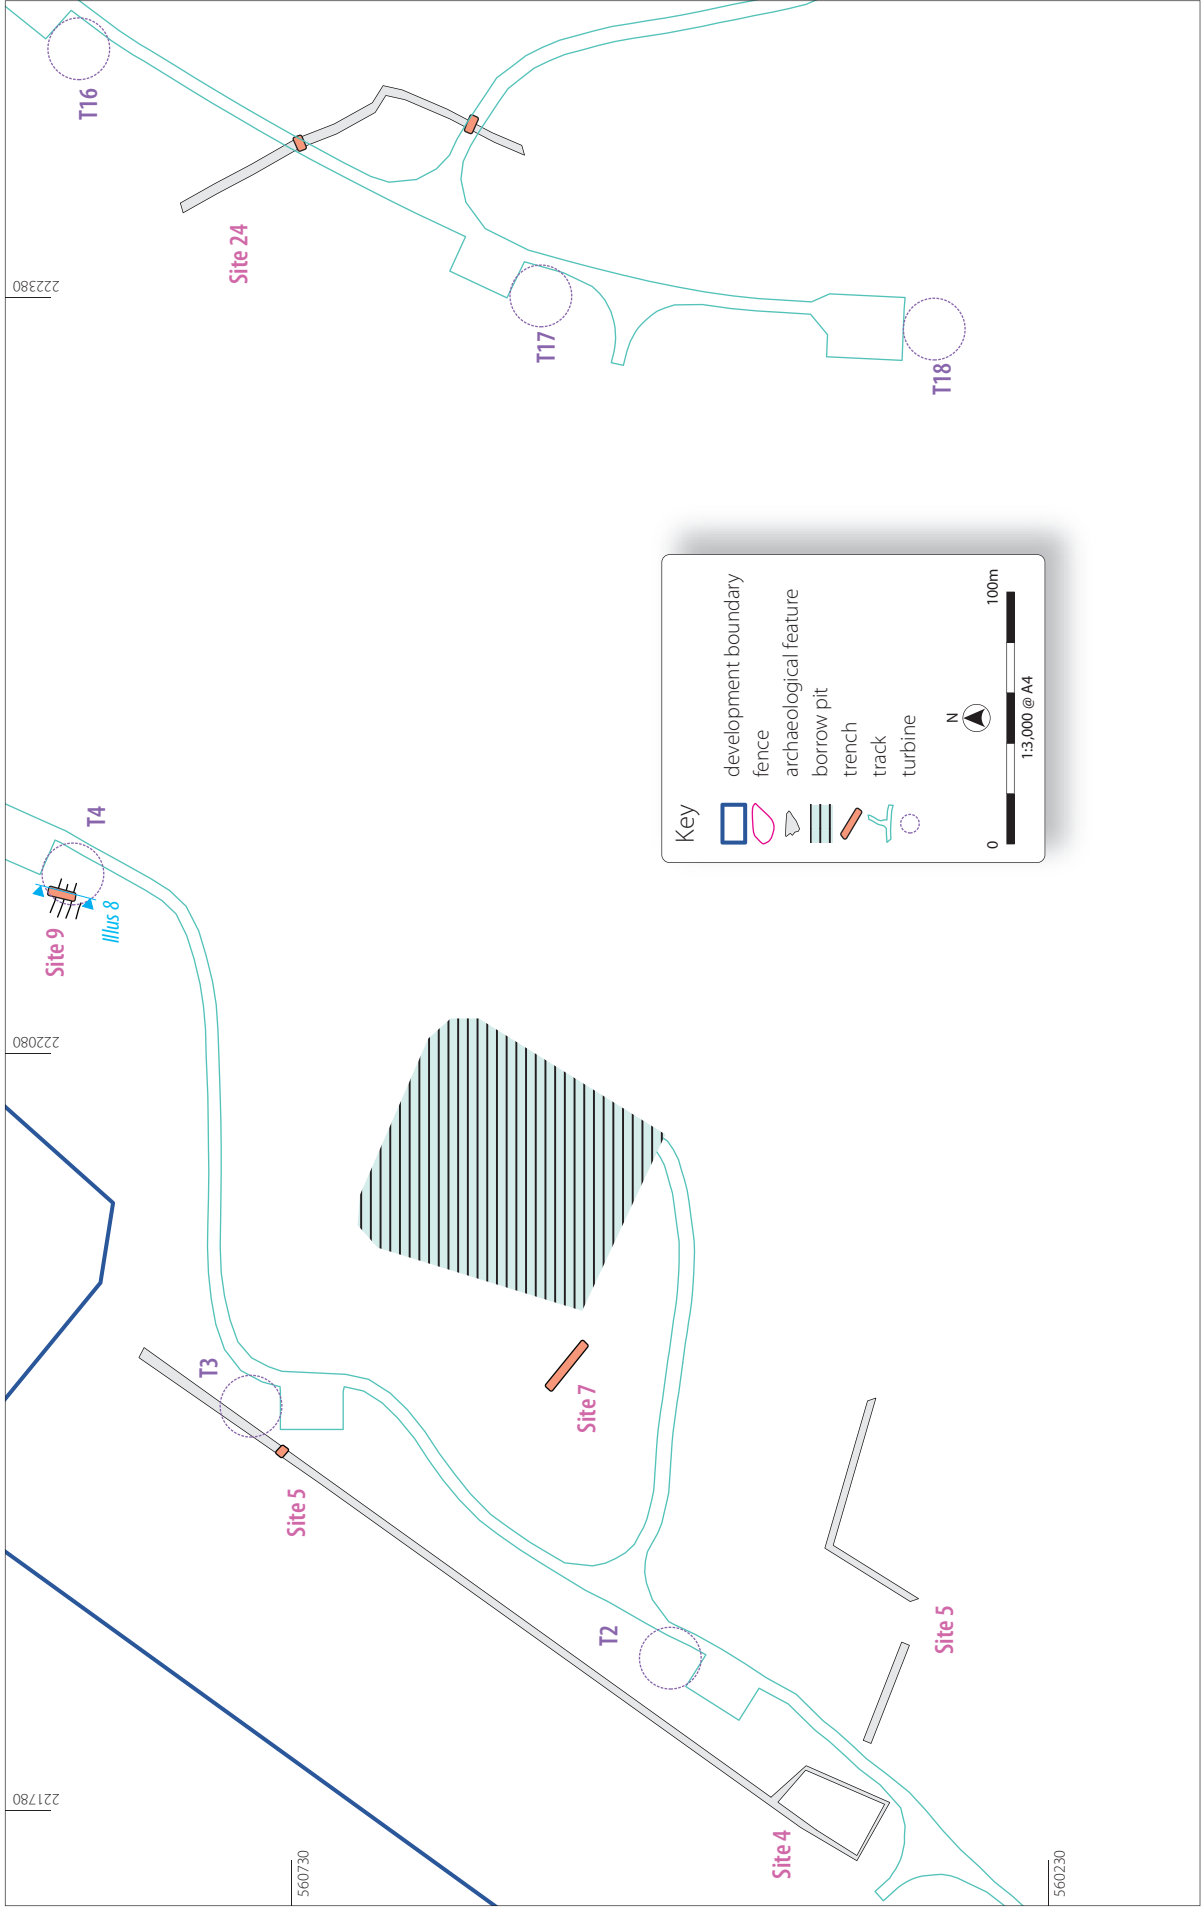 T16
Site 24
222380
T17
T18
T4
Site 9
Illus 8
222080
T3
Site 5
Site 7
T2
Site 5
Site 4
221780
560730
560230
Key
development boundary
fence
archaeological feature
borrow pit
trench
track
turbine
N
0
100m
1:3,000 @ A4